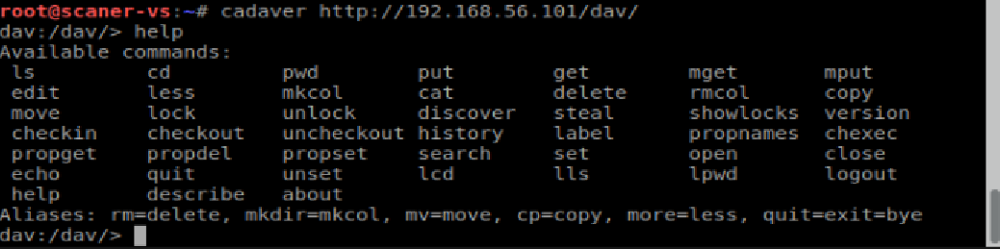 root@scaner-vs:~# cadaver http://192.168.56.101/dav/
dav:/dav/> help
Available commands:
ls cd pwd put get mget mput
edit less mkcol cat delete rmcol copy
move lock unlock discover steal showlocks version
checkin checkout uncheckout history label propnames chexec
propget propdel propset search set open close
echo quit unset lcd lls lpwd logout
help describe about
Aliases: rm=delete, mkdir=mkcol, mv=move, cp=copy, more=less, quit=exit=bye
dav:/dav/>